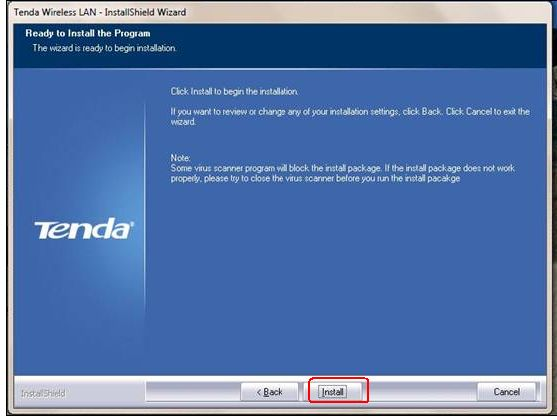 Tenda Wireless LAN - InstallShield Wizard
Ready to Install the Program
The wizard is ready to begin installation.
Click Install to begin the installation.
If you want to review or change any of your installation settings, click Back. Click Cancel to exit the
wizard.
Note:
Some virus scanner program will block the install package. If the install package does not work
properly, please try to close the virus scanner before you run the install pacakge
Tenda
InstallShield
< Back
Install
Cancel